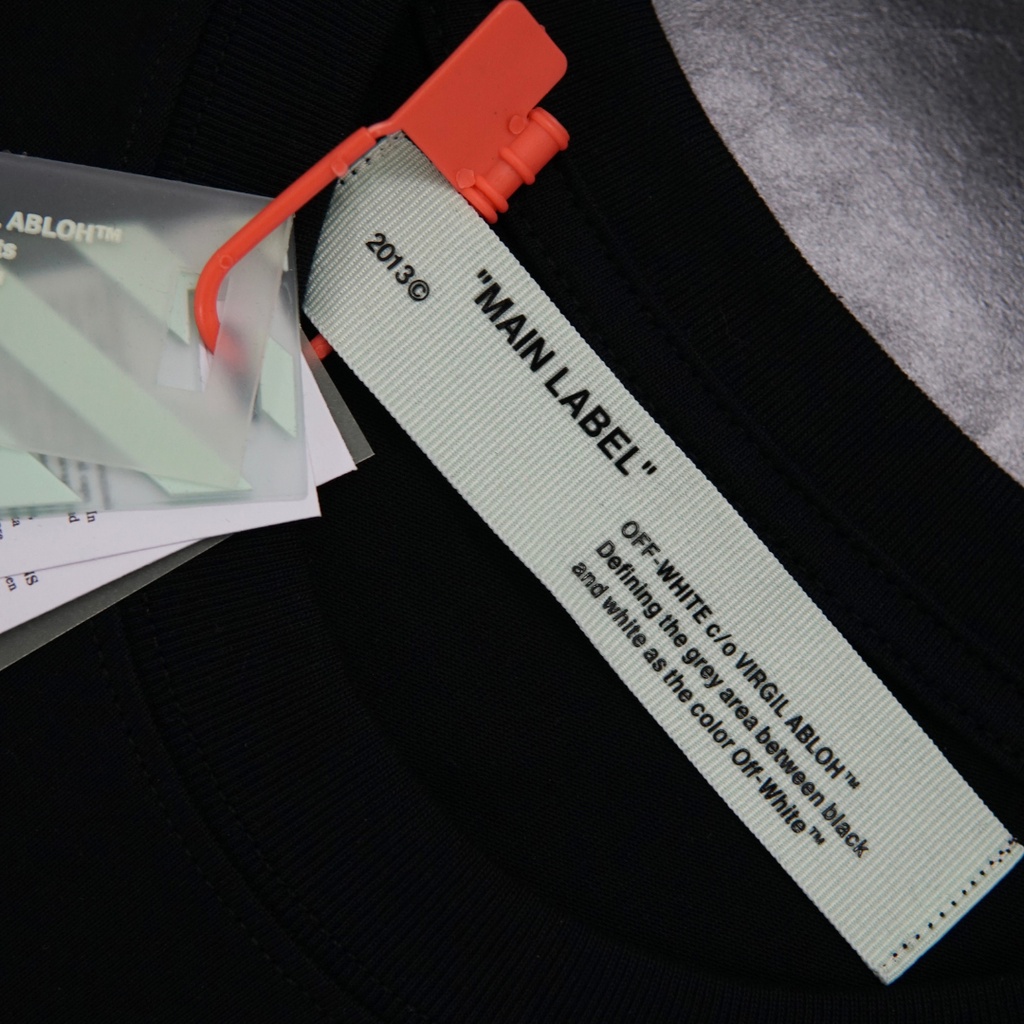 ABLOH™
2013©
"MAIN LABEL"
OFF-WHITE c/o VIRGIL ABLOH™
Defining the grey area between black
and white as the color Off-White™